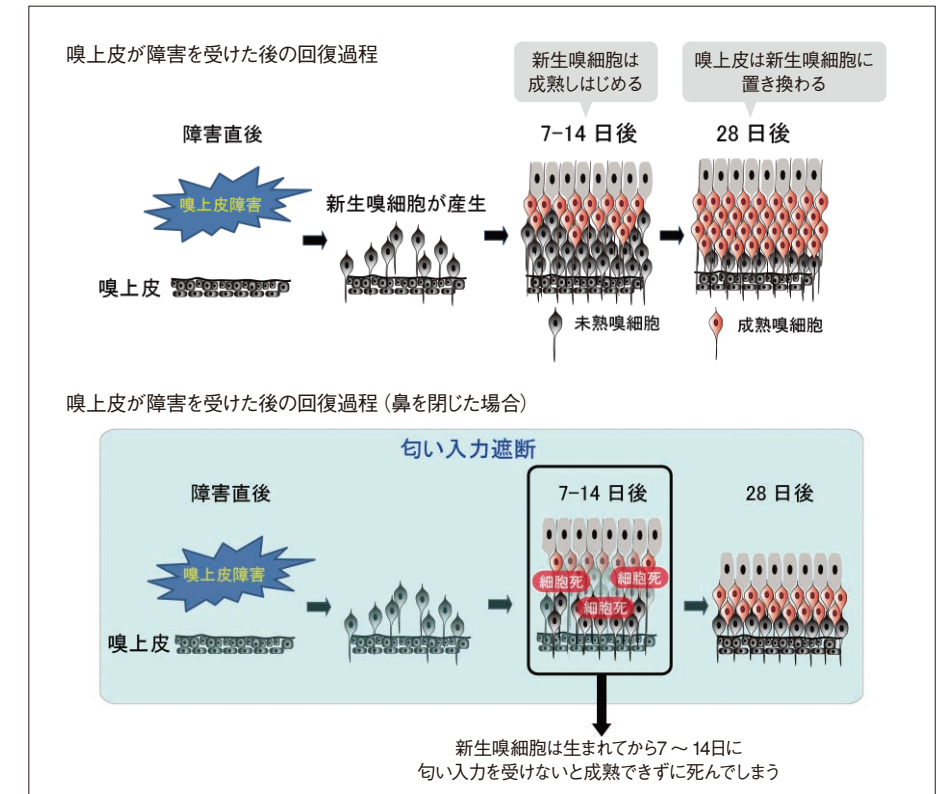 嗅上皮が障害を受けた後の回復過程
新生嗅細胞は
成熟しはじめる
嗅上皮は新生嗅細胞に
置き換わる
障害直後
7-14 日後
28 日後
嗅上皮障害
新生嗅細胞が産生
嗅上皮
未熟嗅細胞
成熟嗅細胞
嗅上皮が障害を受けた後の回復過程（鼻を閉じた場合）
匂い入力遮断
障害直後
7-14 日後
28 日後
嗅上皮障害
細胞死
細胞死
細胞死
嗅上皮
新生嗅細胞は生まれてから7 ～ 14日に
匂い入力を受けないと成熟できずに死んでしまう